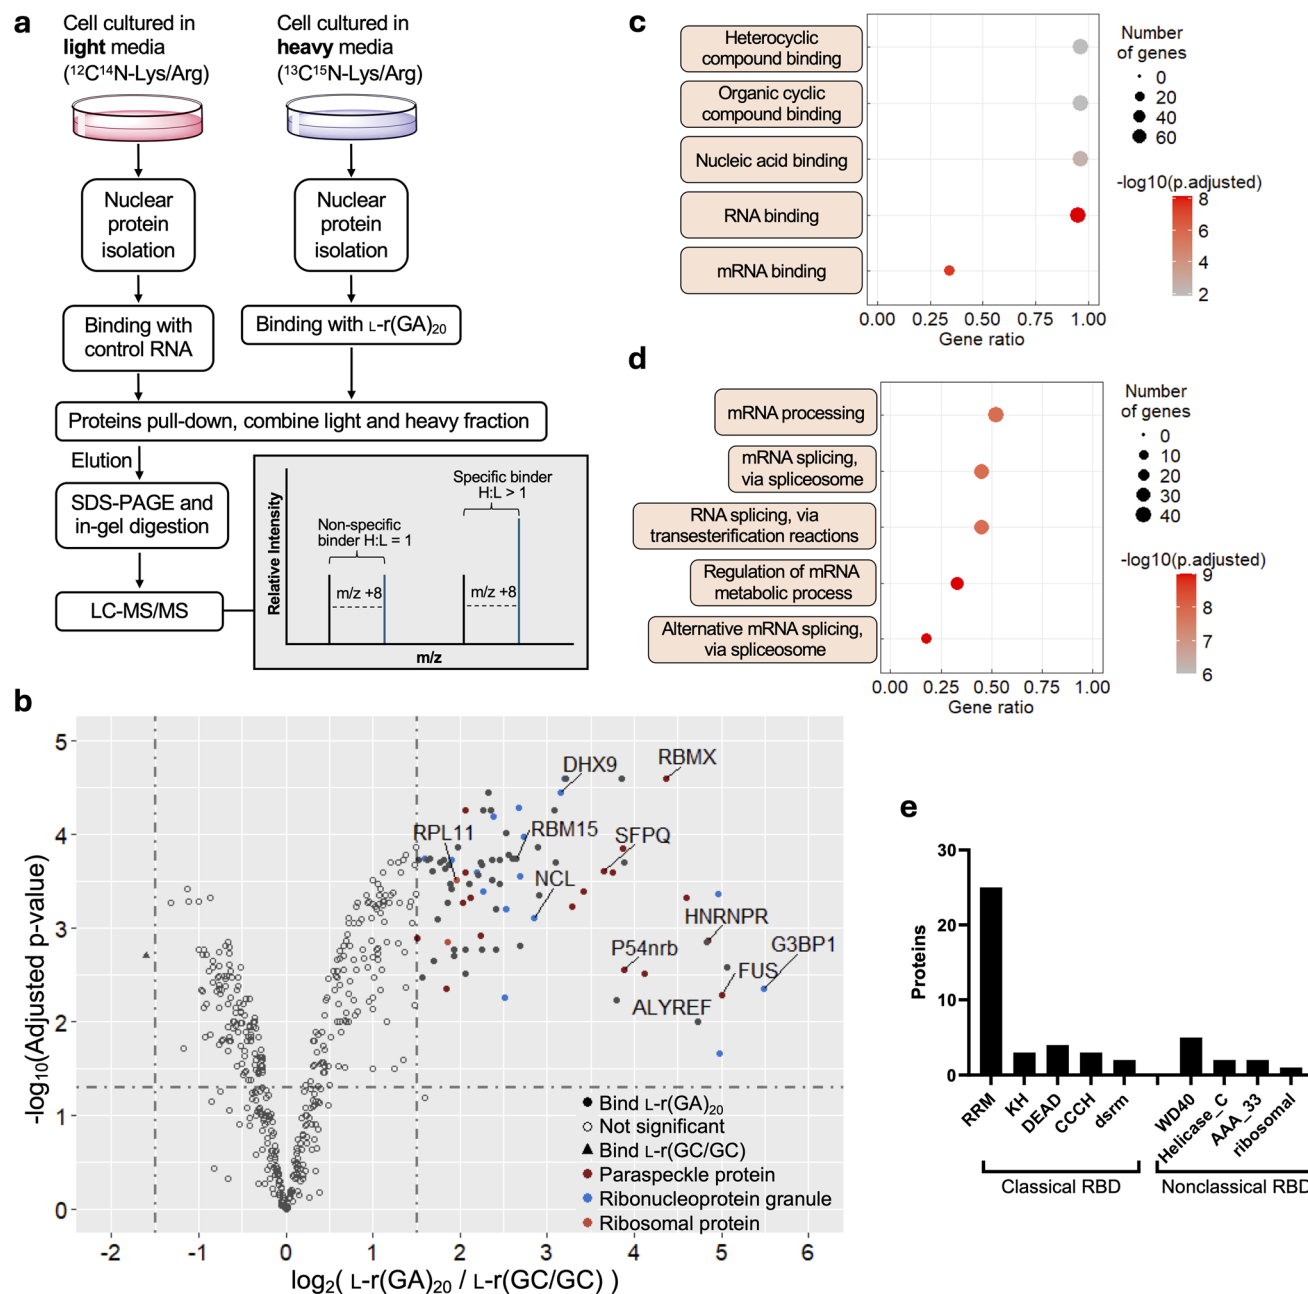 a
Cell cultured in
light media
(¹²C¹⁴N-Lys/Arg)
Cell cultured in
heavy media
(¹³C¹⁵N-Lys/Arg)
Nuclear
protein
isolation
Nuclear
protein
isolation
Binding with
control RNA
Binding with L-r(GA)₂₀
Proteins pull-down, combine light and heavy fraction
Elution
SDS-PAGE and
in-gel digestion
LC-MS/MS
Relative Intensity
Non-specific
binder H:L = 1
m/z +8
Specific binder
H:L > 1
m/z +8
m/z
b
-log₁₀(Adjusted p-value)
5
4
3
2
1
0
-2
-1
0
1
2
3
4
5
6
log₂( L-r(GA)₂₀ / L-r(GC/GC) )
DHX9
RBMX
RPL11
RBM15
SFPQ
NCL
HNRNPR
P54nrb
G3BP1
FUS
ALYREF
Bind L-r(GA)₂₀
Not significant
Bind L-r(GC/GC)
Paraspeckle protein
Ribonucleoprotein granule
Ribosomal protein
c
Heterocyclic
compound binding
Organic cyclic
compound binding
Nucleic acid binding
RNA binding
mRNA binding
0.00
0.25
0.50
0.75
1.00
Gene ratio
Number
of genes
0
20
40
60
-log10(p.adjusted)
8
6
4
2
d
mRNA processing
mRNA splicing,
via spliceosome
RNA splicing, via
transesterification reactions
Regulation of mRNA
metabolic process
Alternative mRNA splicing,
via spliceosome
0.00
0.25
0.50
0.75
1.00
Gene ratio
Number
of genes
0
10
20
30
40
-log10(p.adjusted)
9
8
7
6
e
Proteins
30
20
10
0
RRM
KH
DEAD
CCCH
dsrm
WD40
Helicase_C
AAA_33
ribosomal
Classical RBD
Nonclassical RBD